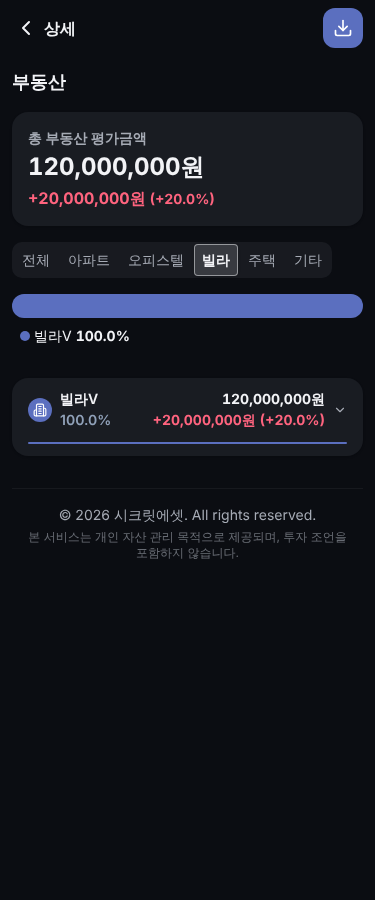 상세
부동산
총 부동산 평가금액
120,000,000원
+20,000,000원 (+20.0%)
전체 아파트 오피스텔 빌라 주택 기타
빌라V 100.0%
빌라V 120,000,000원
100.0% +20,000,000원 (+20.0%)
© 2026 시크릿에셋. All rights reserved.
본 서비스는 개인 자산 관리 목적으로 제공되며, 투자 조언을
포함하지 않습니다.